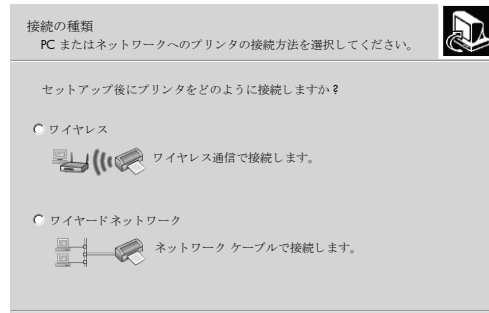 接続の種類
PC またはネットワークへのプリンタの接続方法を選択してください。
セットアップ後にプリンタをどのように接続しますか?
ワイヤレス
ワイヤレス通信で接続します。
ワイヤード ネットワーク
ネットワーク ケーブルで接続します。